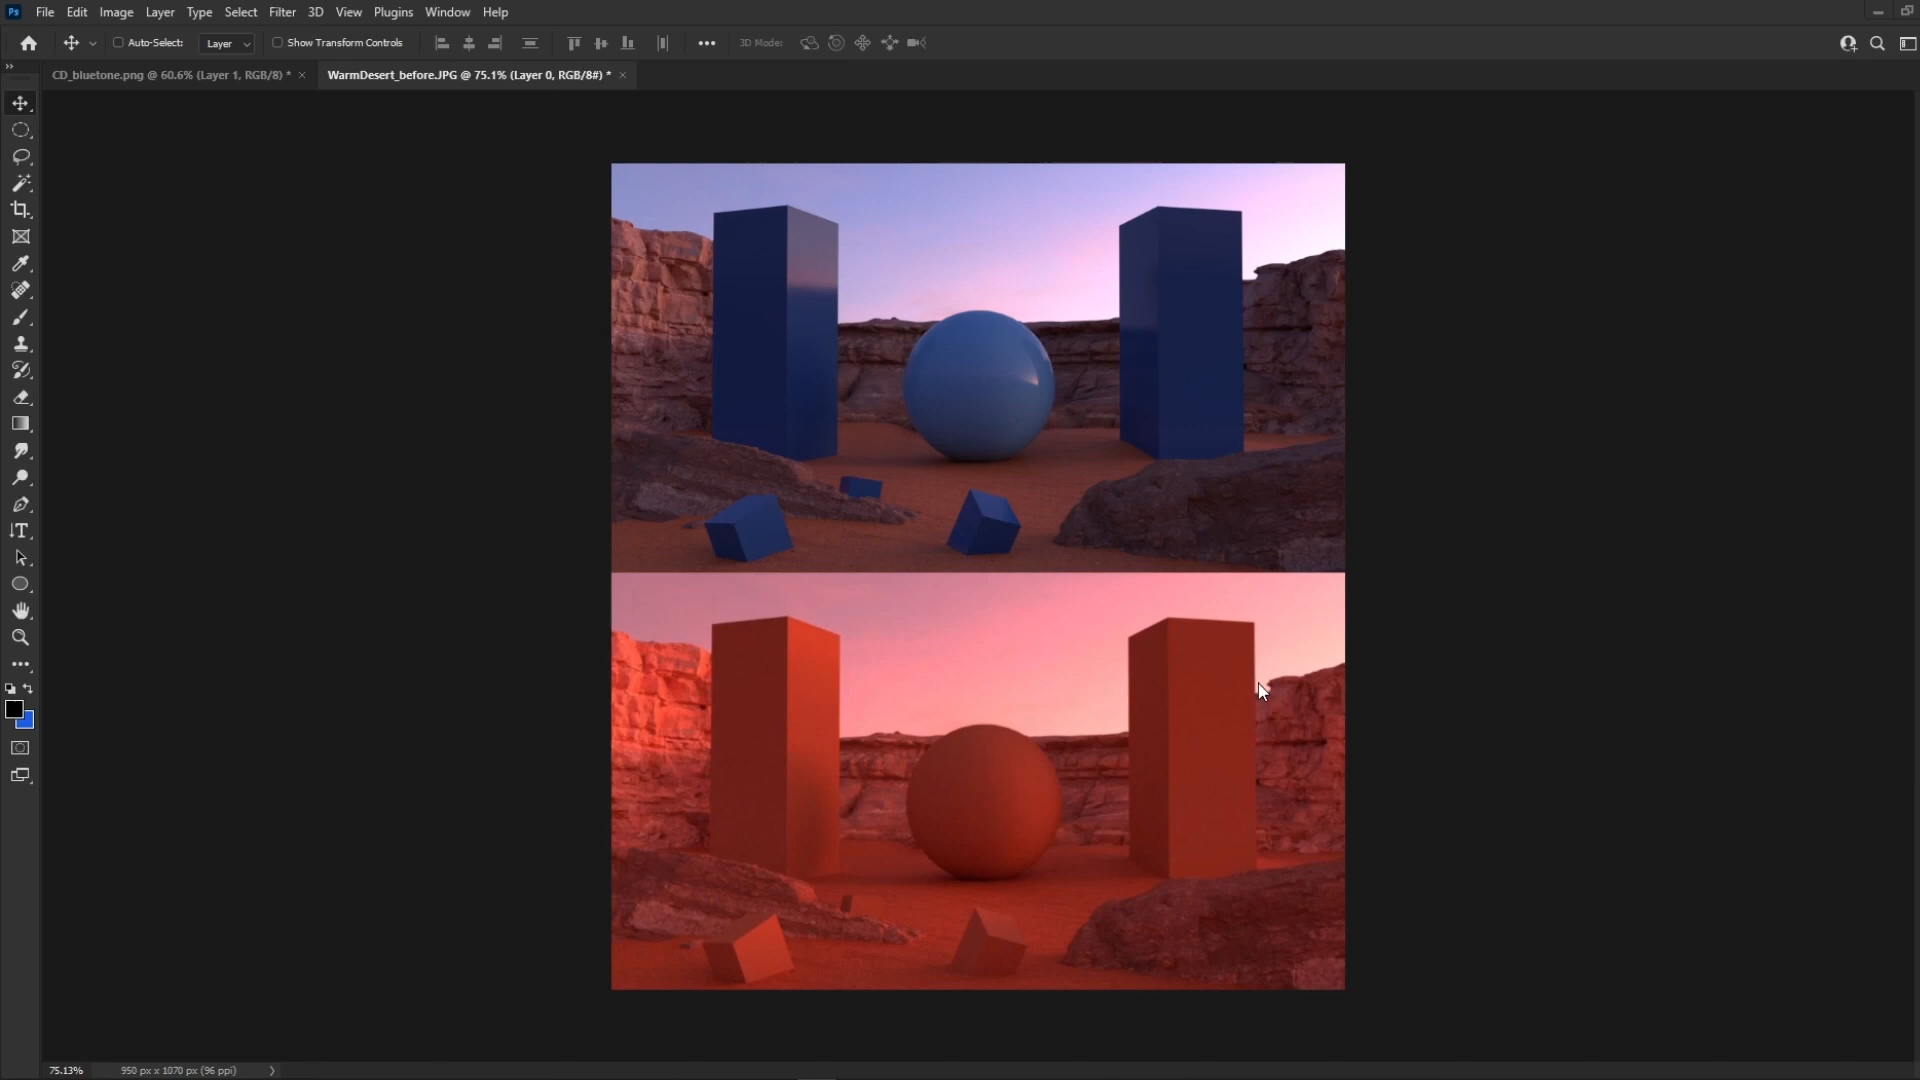 Ps File Edit Image Layer Type Select Filter 3D View Plugins Window Help
Auto-Select: Layer Show Transform Controls 3D Mode:
CD_bluetone.png @ 60.6% (Layer 1, RGB/8) * × WarmDesert_before.JPG @ 75.1% (Layer 0, RGB/8#) * ×
75.13% 950 px x 1070 px (96 ppi)